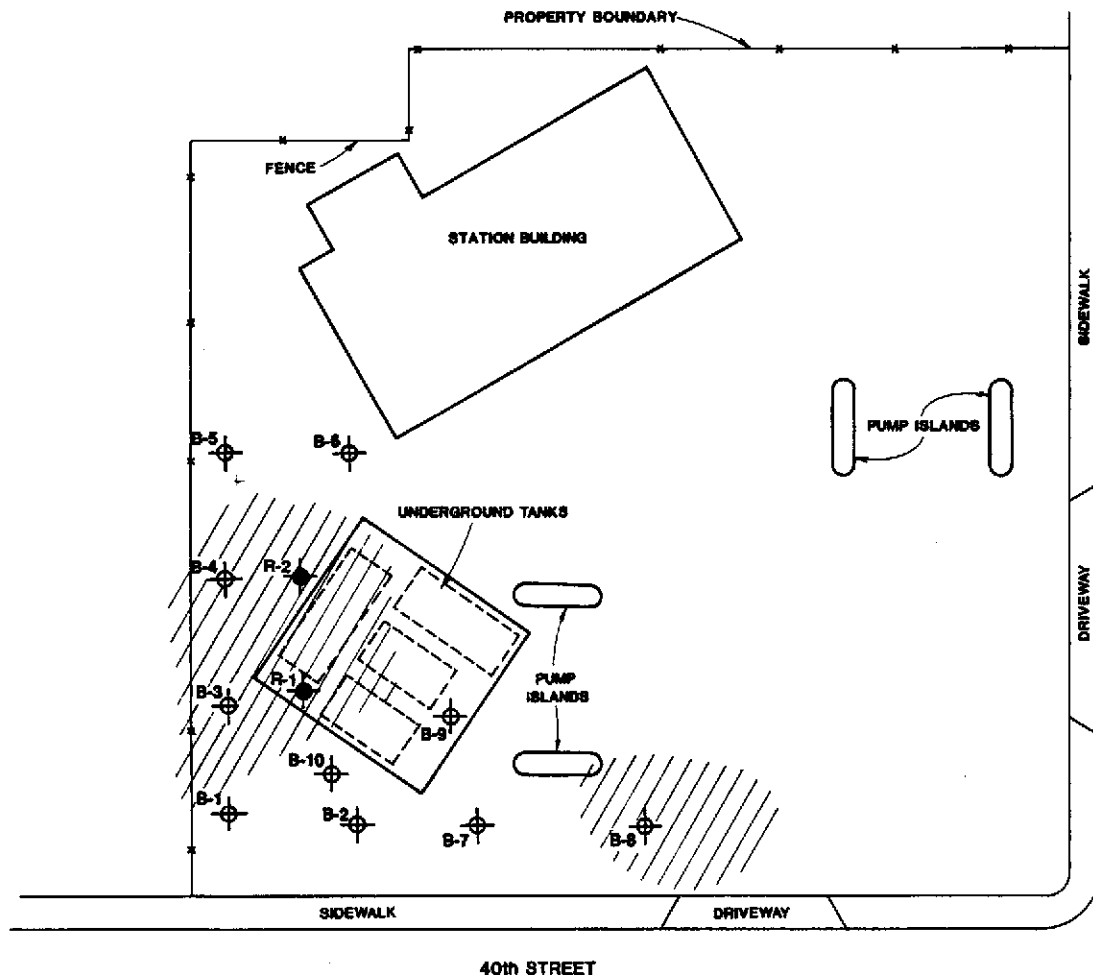 PROPERTY BOUNDARY
FENCE
STATION BUILDING
SIDEWALK
PUMP ISLANDS
B-5
B-6
UNDERGROUND TANKS
B-4
R-2
DRIVEWAY
R-1
B-3
PUMP
ISLANDS
B-9
B-10
B-1
B-2
B-7
B-8
SIDEWALK
DRIVEWAY
40th STREET